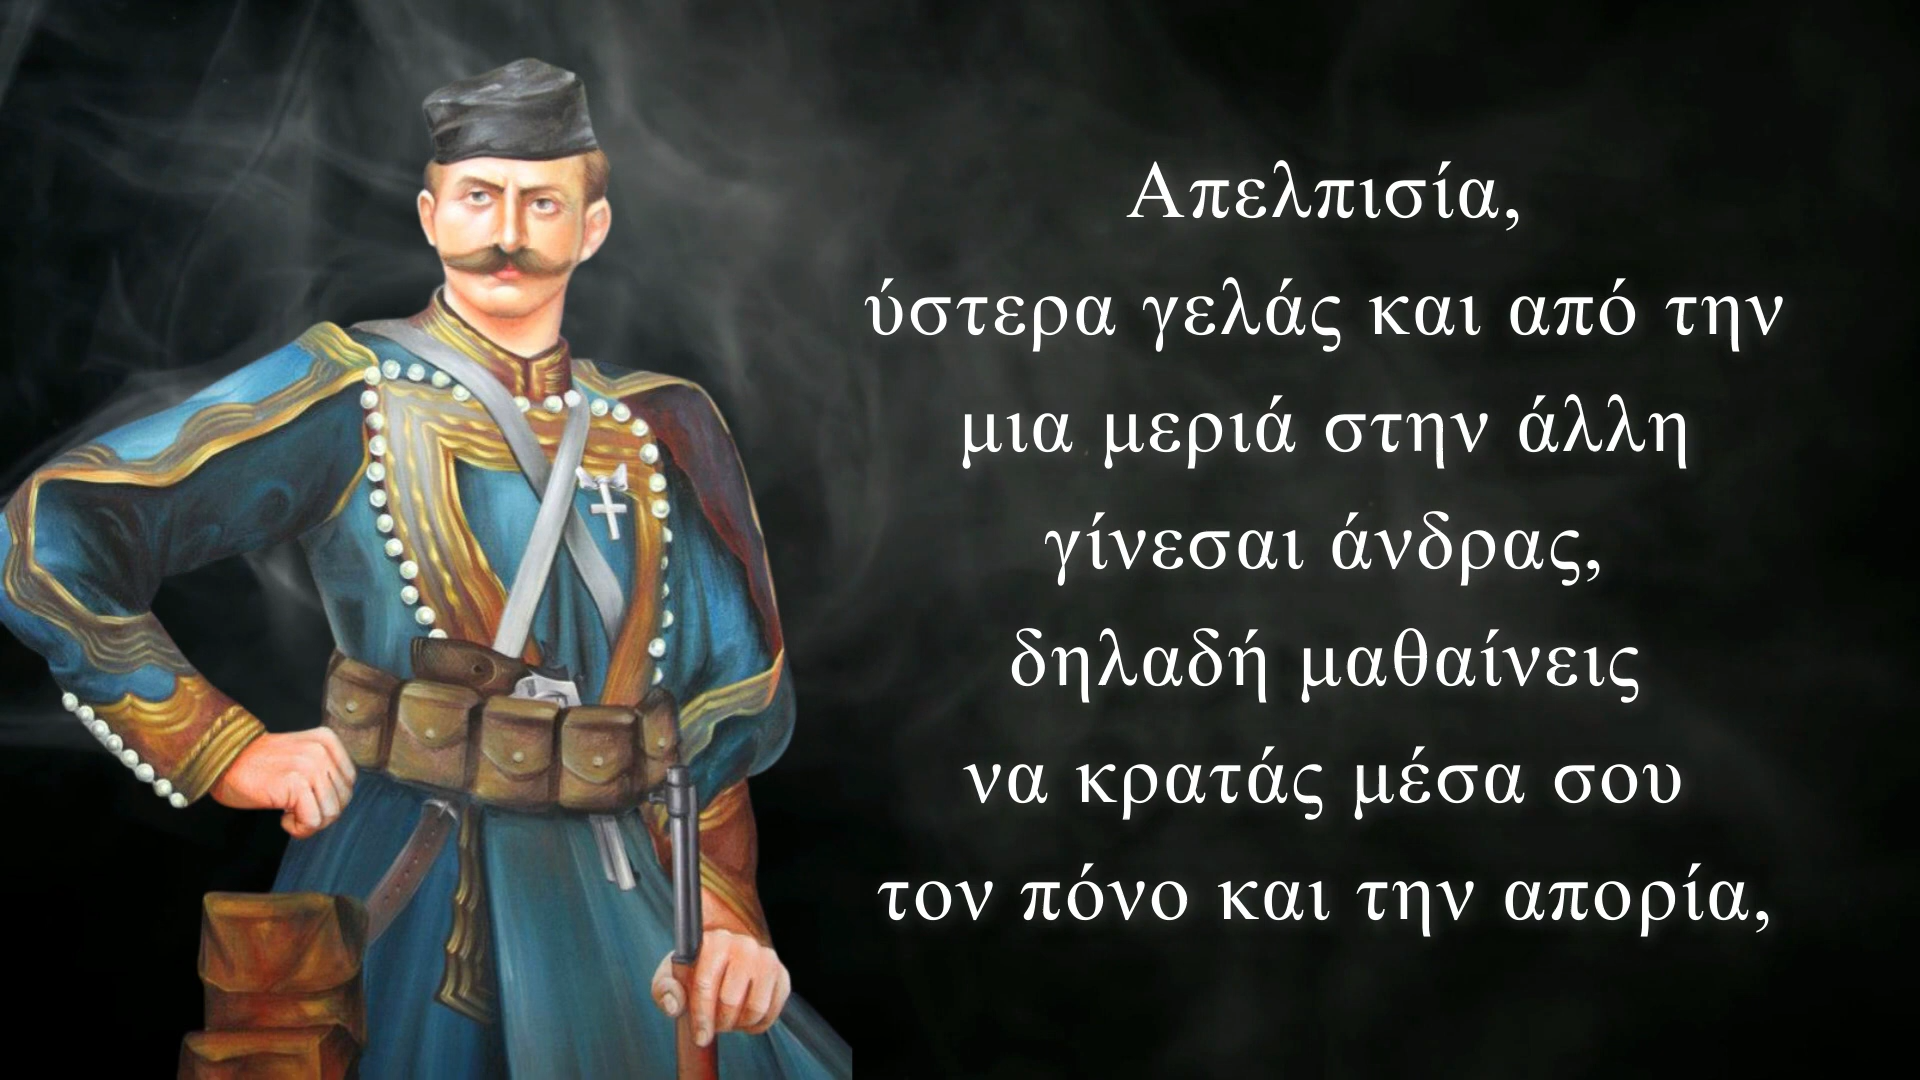 Απελπισία,
ύστερα γελάς και από την
μια μεριά στην άλλη
γίνεσαι άνδρας,
δηλαδή μαθαίνεις
να κρατάς μέσα σου
τον πόνο και την απορία,